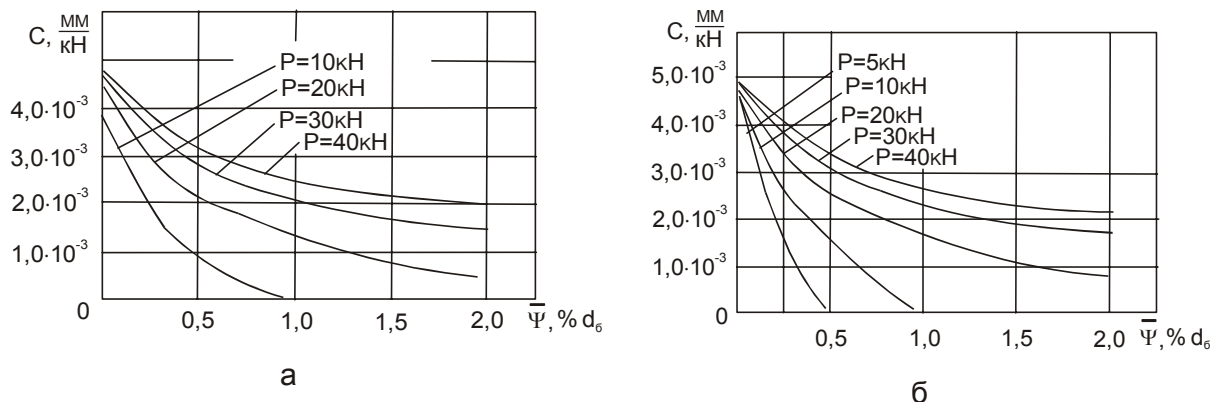 С, мм/кН
4,0·10⁻³
3,0·10⁻³
2,0·10⁻³
1,0·10⁻³
0
0,5
1,0
1,5
2,0
Ψ̅, % dб
P=10кН
P=20кН
P=30кН
P=40кН
а
С, мм/кН
5,0·10⁻³
4,0·10⁻³
3,0·10⁻³
2,0·10⁻³
1,0·10⁻³
0
0,5
1,0
1,5
2,0
Ψ̅, % dб
P=5кН
P=10кН
P=20кН
P=30кН
P=40кН
б